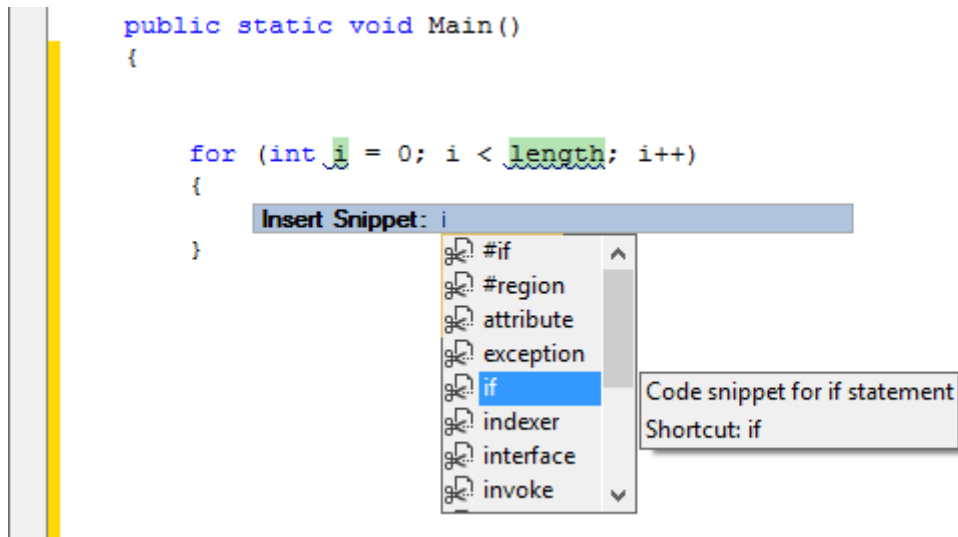 public static void Main()
{
for (int i = 0; i < length; i++)
{
Insert Snippet: i
}
#if
#region
attribute
exception
if
indexer
interface
invoke
Code snippet for if statement
Shortcut: if